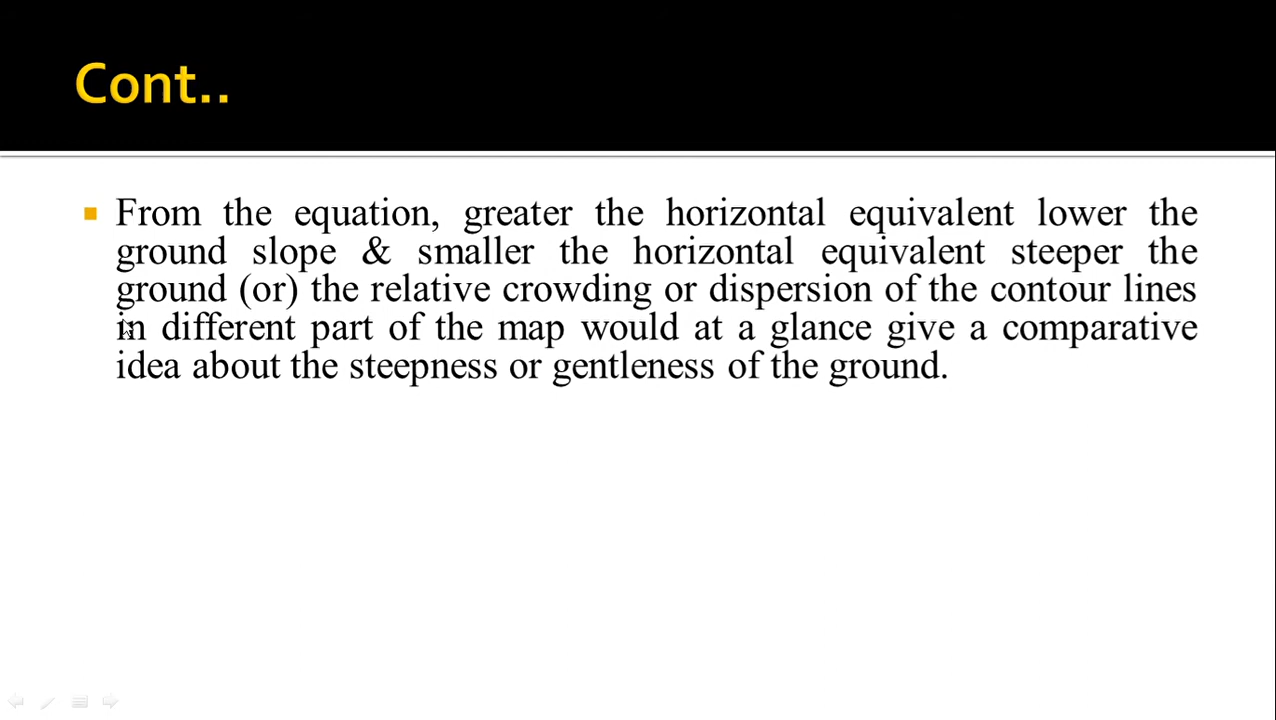 Cont..
From the equation, greater the horizontal equivalent lower the
ground slope & smaller the horizontal equivalent steeper the
ground (or) the relative crowding or dispersion of the contour lines
in different part of the map would at a glance give a comparative
idea about the steepness or gentleness of the ground.